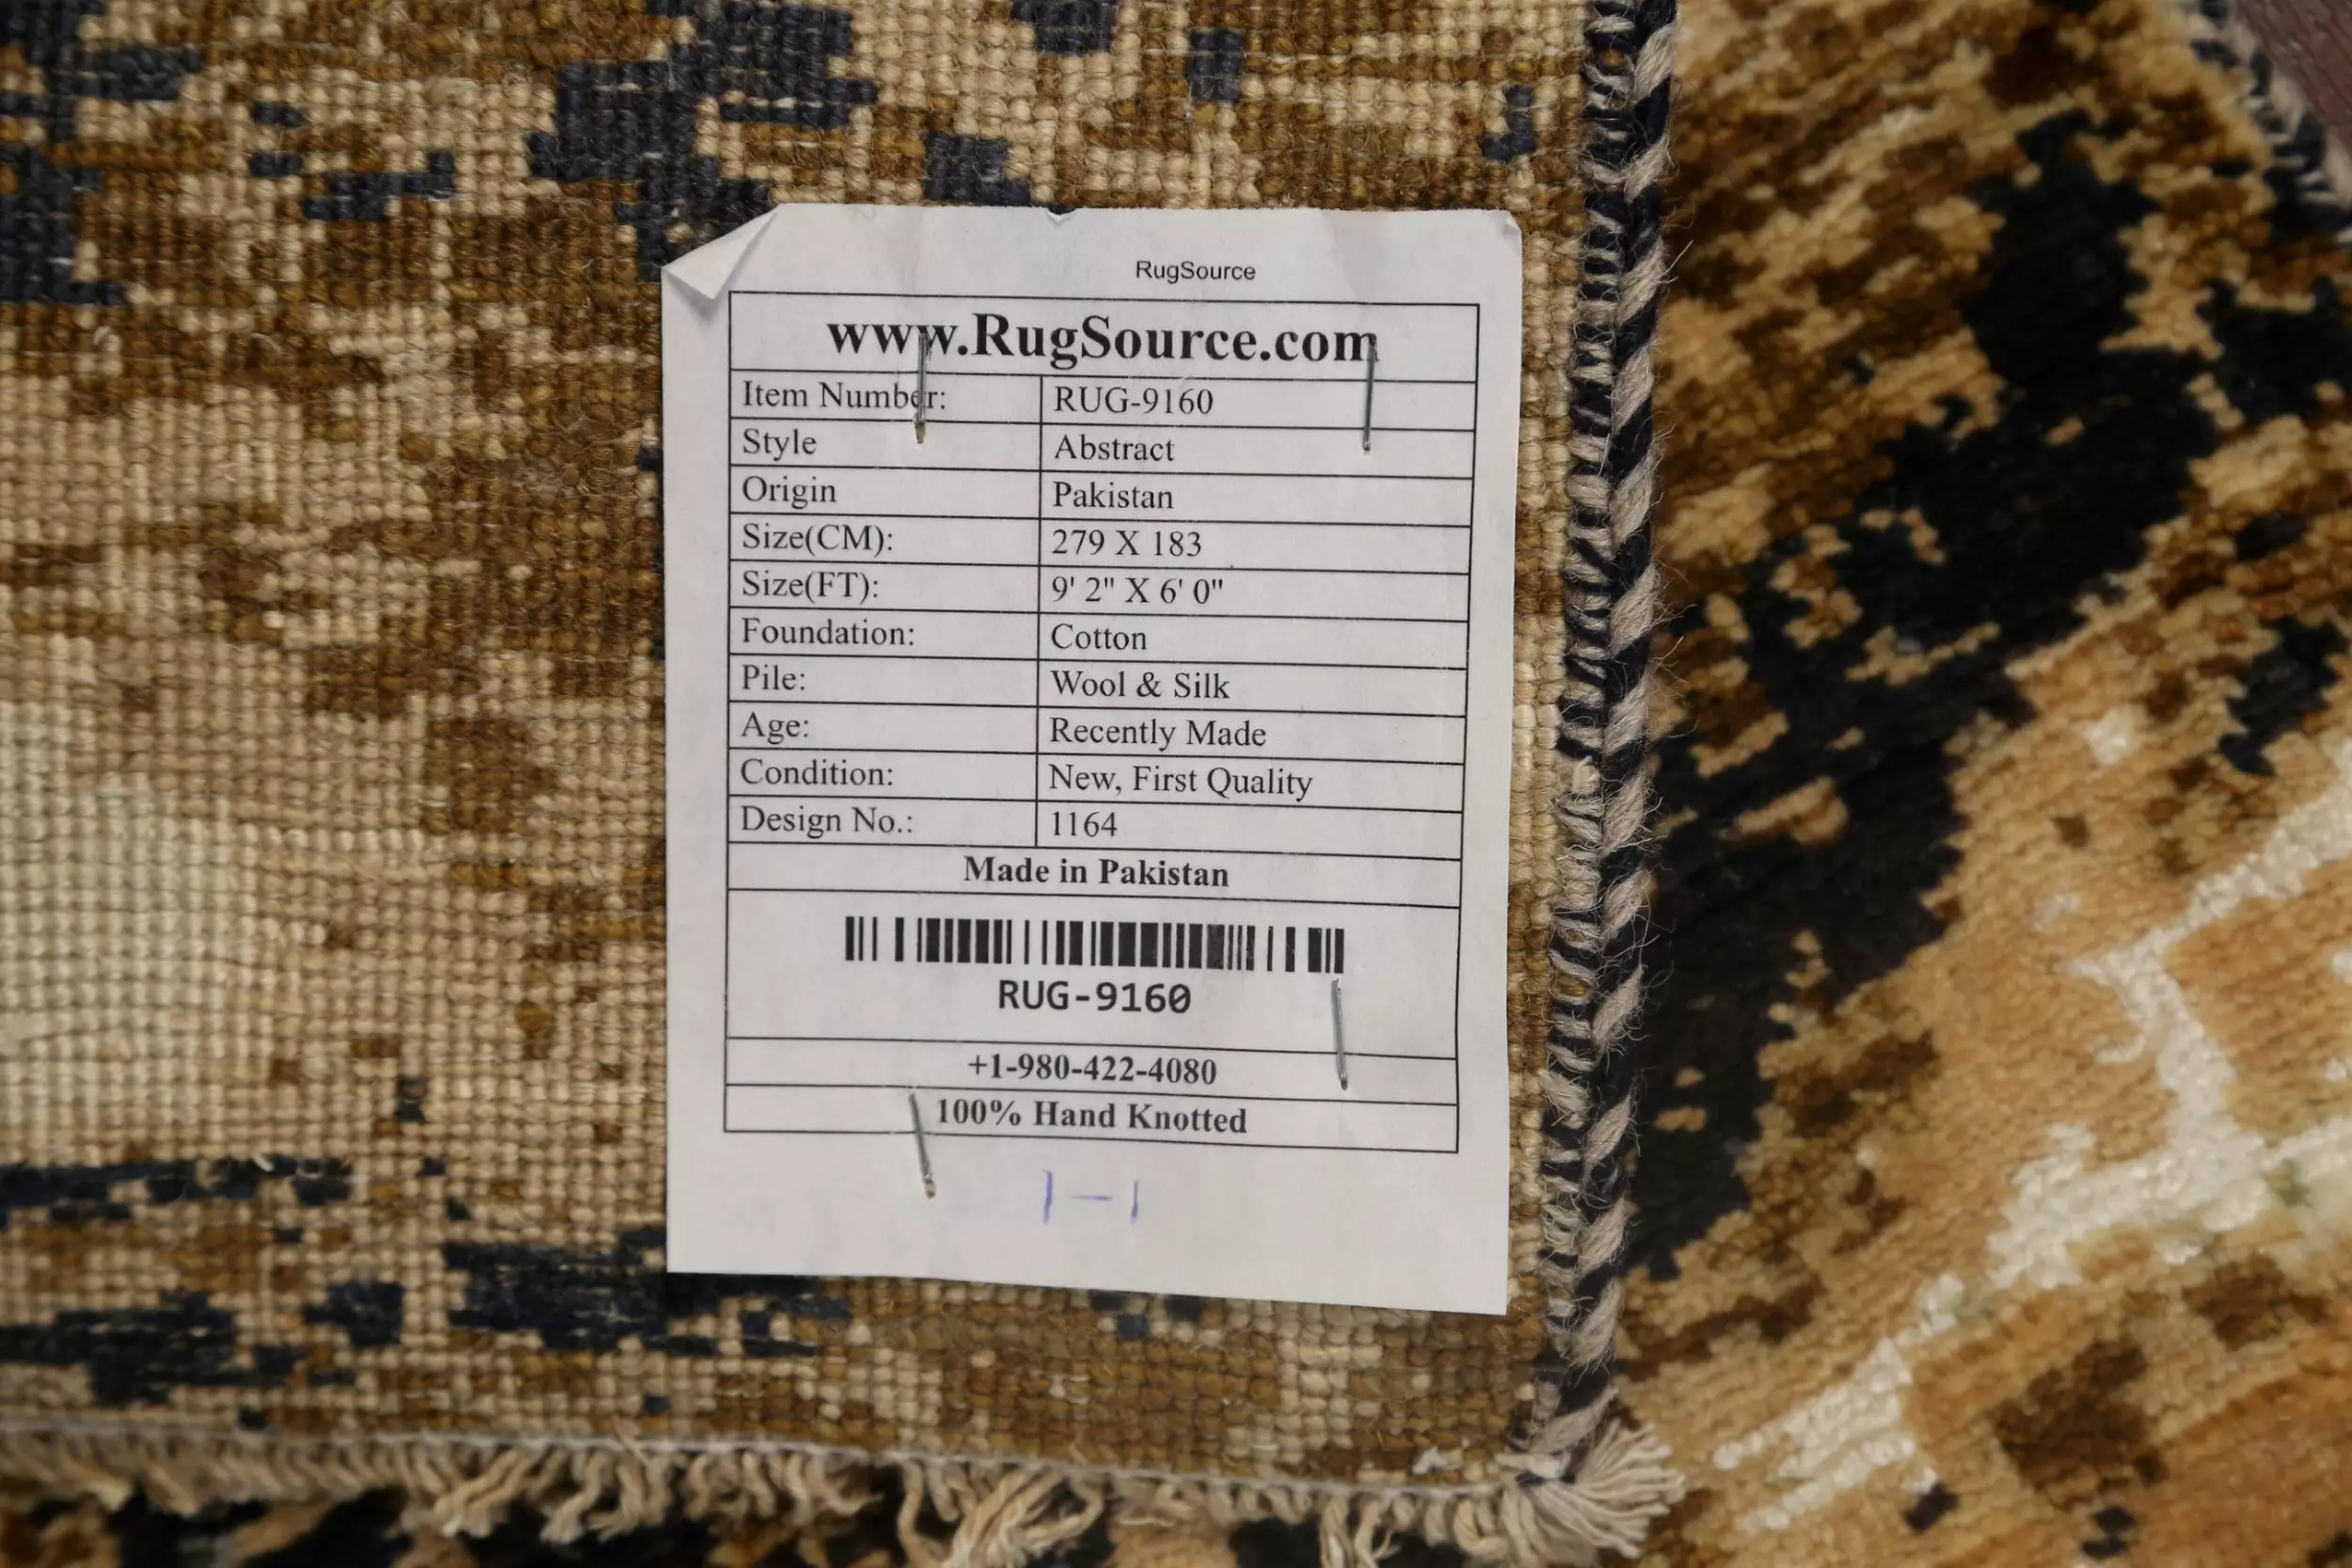 RugSource
www.RugSource.com
Item Number: RUG-9160
Style Abstract
Origin Pakistan
Size(CM): 279 X 183
Size(FT): 9' 2" X 6' 0"
Foundation: Cotton
Pile: Wool & Silk
Age: Recently Made
Condition: New, First Quality
Design No.: 1164
Made in Pakistan
RUG-9160
+1-980-422-4080
100% Hand Knotted
1-1